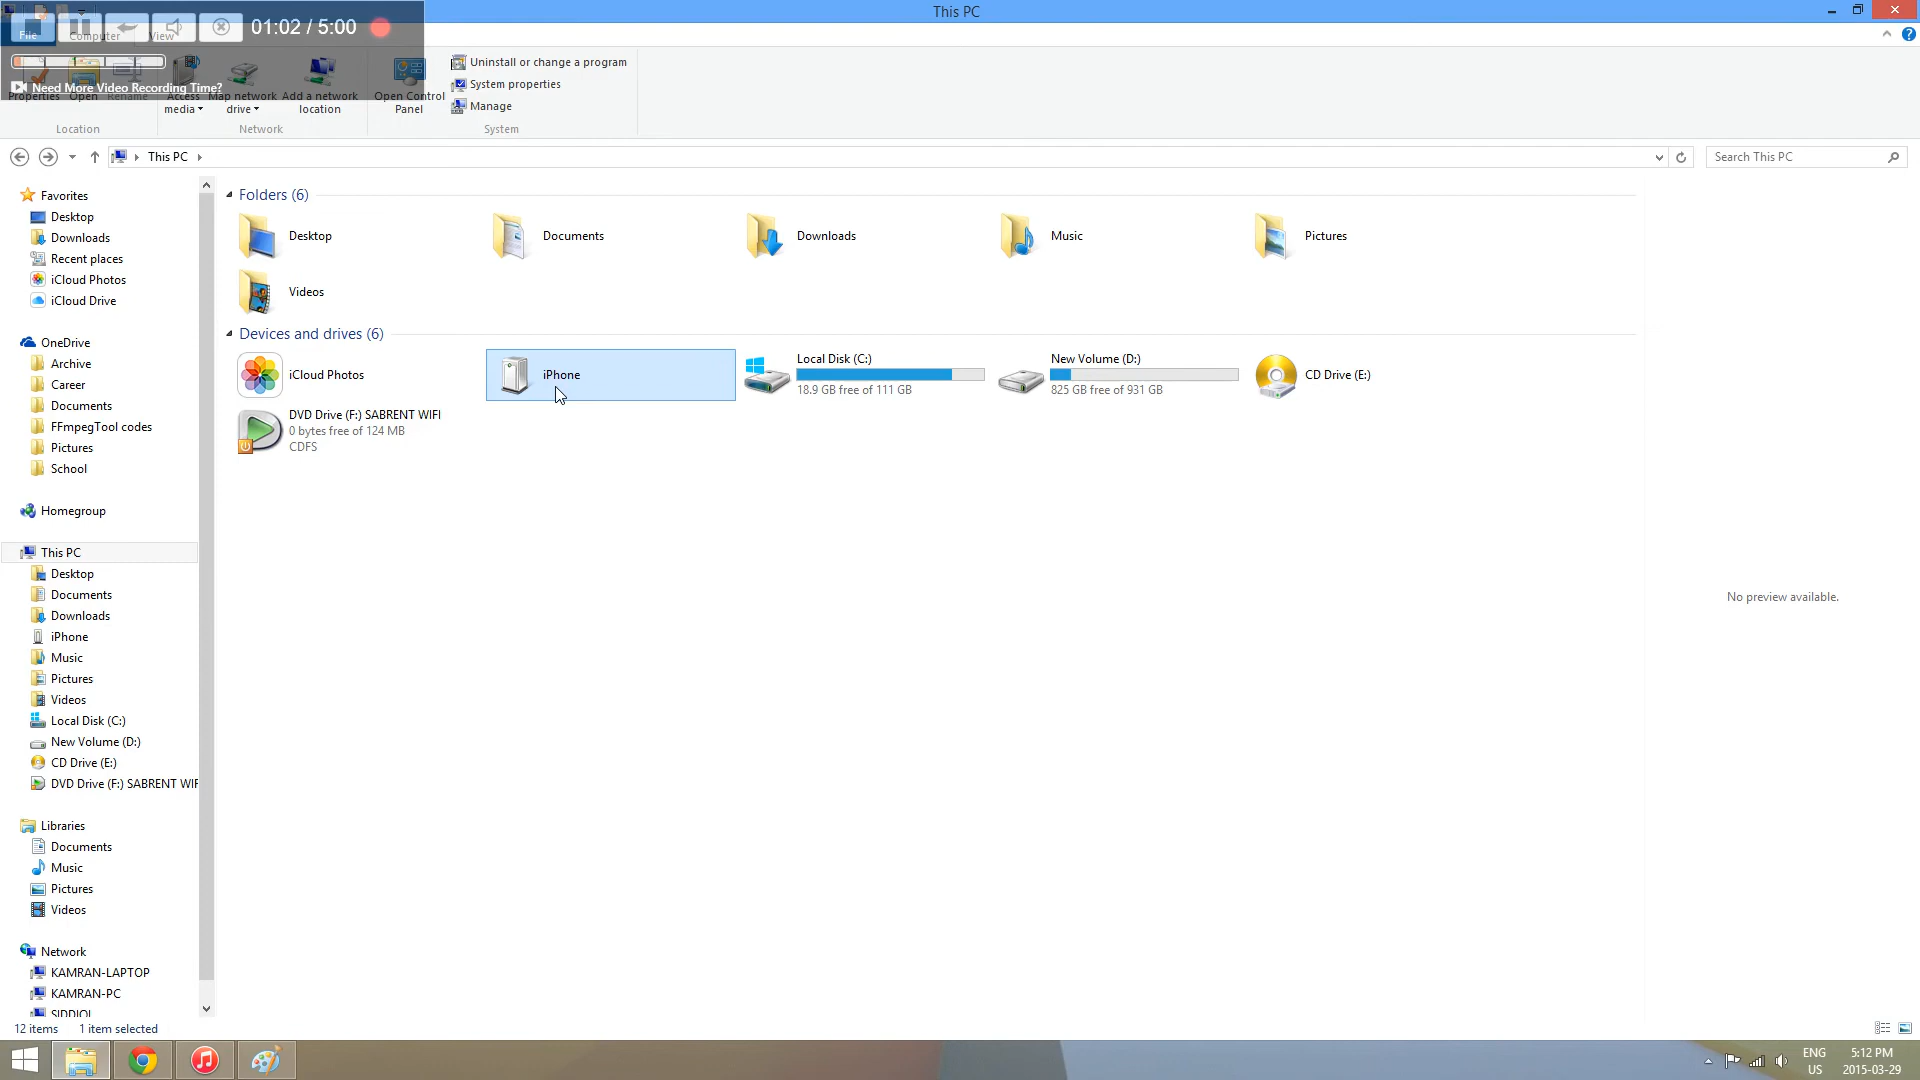 This PC
01:02 / 5:00
File
Computer
View
Need More Video Recording Time?
Properties
Open
Rename
Access media
Map network drive
Add a network location
Open Control Panel
Uninstall or change a program
System properties
Manage
Location
Network
System
This PC
Search This PC
Favorites
Desktop
Downloads
Recent places
iCloud Photos
iCloud Drive
OneDrive
Archive
Career
Documents
FFmpegTool codes
Pictures
School
Homegroup
This PC
Desktop
Documents
Downloads
iPhone
Music
Pictures
Videos
Local Disk (C:)
New Volume (D:)
CD Drive (E:)
DVD Drive (F:) SABRENT WIF
Libraries
Documents
Music
Pictures
Videos
Network
KAMRAN-LAPTOP
KAMRAN-PC
Folders (6)
Desktop
Documents
Downloads
Music
Pictures
Videos
Devices and drives (6)
iCloud Photos
iPhone
Local Disk (C:)
18.9 GB free of 111 GB
New Volume (D:)
825 GB free of 931 GB
CD Drive (E:)
DVD Drive (F:) SABRENT WIFI
0 bytes free of 124 MB
CDFS
No preview available.
12 items
1 item selected
ENG
US
5:12 PM
2015-03-29